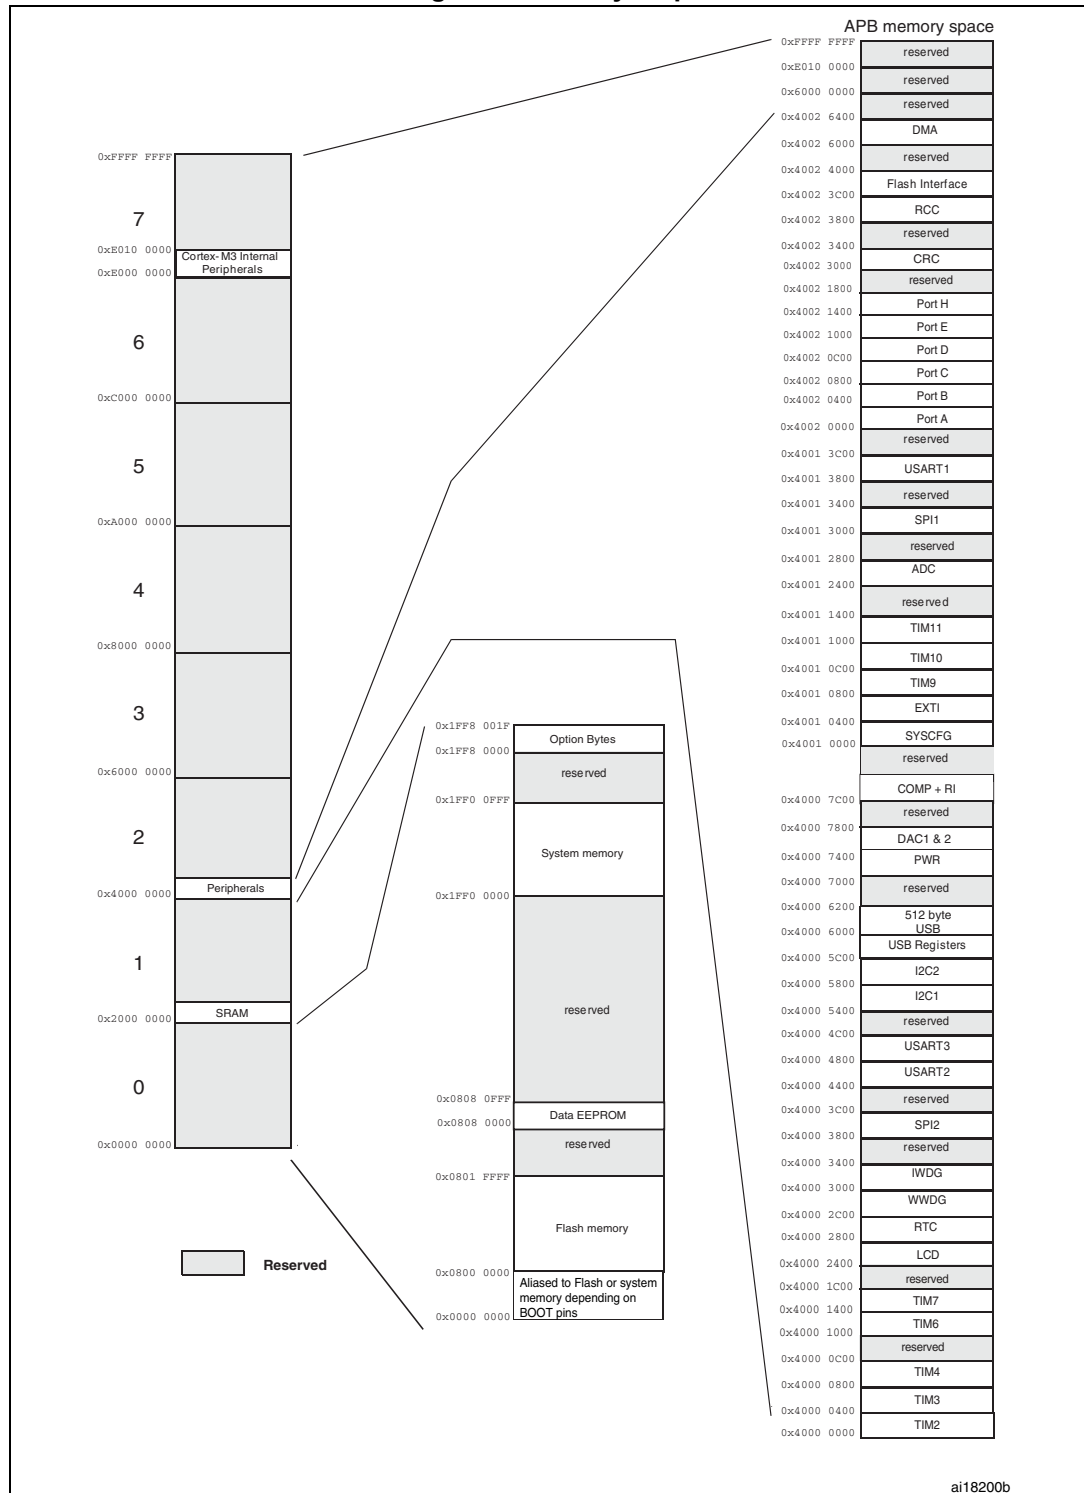 APB memory space
0xFFFF FFFF
reserved
0xE010 0000
reserved
0x6000 0000
reserved
0x4002 6400
DMA
0x4002 6000
reserved
0x4002 4000
Flash Interface
0x4002 3C00
RCC
0x4002 3800
reserved
0x4002 3400
CRC
0x4002 3000
reserved
0x4002 1800
Port H
0x4002 1400
Port E
0x4002 1000
Port D
0x4002 0C00
Port C
0x4002 0800
Port B
0x4002 0400
Port A
0x4002 0000
reserved
0x4001 3C00
USART1
0x4001 3800
reserved
0x4001 3400
SPI1
0x4001 3000
reserved
0x4001 2800
ADC
0x4001 2400
reserved
0x4001 1400
TIM11
0x4001 1000
TIM10
0x4001 0C00
TIM9
0x4001 0800
EXTI
0x4001 0400
SYSCFG
0x4001 0000
reserved
COMP + RI
0x4000 7C00
reserved
0x4000 7800
DAC1 & 2
0x4000 7400
PWR
0x4000 7000
reserved
0x4000 6200
512 byte
USB
0x4000 6000
USB Registers
0x4000 5C00
I2C2
0x4000 5800
I2C1
0x4000 5400
reserved
0x4000 4C00
USART3
0x4000 4800
USART2
0x4000 4400
reserved
0x4000 3C00
SPI2
0x4000 3800
reserved
0x4000 3400
IWDG
0x4000 3000
WWDG
0x4000 2C00
RTC
0x4000 2800
LCD
0x4000 2400
reserved
0x4000 1C00
TIM7
0x4000 1400
TIM6
0x4000 1000
reserved
0x4000 0C00
TIM4
0x4000 0800
TIM3
0x4000 0400
TIM2
0x4000 0000
0xFFFF FFFF
7
0xE010 0000
Cortex-M3 Internal
Peripherals
0xE000 0000
6
0xC000 0000
5
0xA000 0000
4
0x8000 0000
3
0x6000 0000
2
Peripherals
0x4000 0000
1
SRAM
0x2000 0000
0
0x0000 0000
Reserved
0x1FF8 001F
Option Bytes
0x1FF8 0000
reserved
0x1FF0 0FFF
System memory
0x1FF0 0000
reserved
0x0808 0FFF
Data EEPROM
0x0808 0000
reserved
0x0801 FFFF
Flash memory
0x0800 0000
Aliased to Flash or system
memory depending on
BOOT pins
0x0000 0000
ai18200b